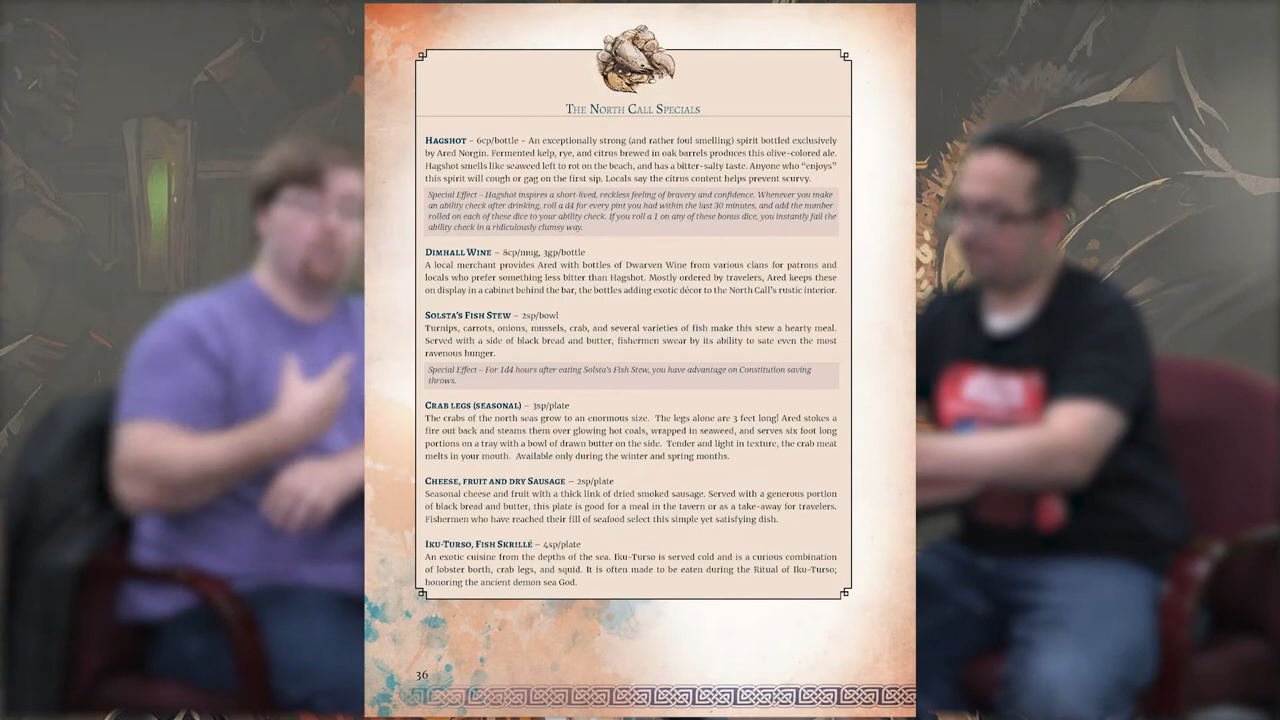 The North Call Specials
Hagshot - 6cp/bottle - An exceptionally strong (and rather foul smelling) spirit bottled exclusively
by Ared Norgin. Fermented kelp, rye, and citrus brewed in oak barrels produces this olive-colored ale.
Hagshot smells like seaweed left to rot on the beach, and has a bitter-salty taste. Anyone who "enjoys"
this spirit will cough or gag on the first sip. Locals say the citrus content helps prevent scurvy.
Special Effect – Hagshot inspires a short-lived, reckless feeling of bravery and confidence. Whenever you make
an ability check after drinking, roll a d4 for every pint you had within the last 30 minutes, and add the number
rolled on each of these dice to your ability check. If you roll a 1 on any of these bonus dice, you instantly fail the
ability check in a ridiculously clumsy way.
Dimhall Wine – 8cp/mug, 3gp/bottle
A local merchant provides Ared with bottles of Dwarven Wine from various clans for patrons and
locals who prefer something less bitter than Hagshot. Mostly ordered by travelers, Ared keeps these
on display in a cabinet behind the bar, the bottles adding exotic décor to the North Call's rustic interior.
Solsta's Fish Stew – 2sp/bowl
Turnips, carrots, onions, mussels, crab, and several varieties of fish make this stew a hearty meal.
Served with a side of black bread and butter, fishermen swear by its ability to sate even the most
ravenous hunger.
Special Effect – For 1d4 hours after eating Solsta's Fish Stew, you have advantage on Constitution saving
throws.
Crab legs (seasonal) – 3sp/plate
The crabs of the north seas grow to an enormous size. The legs alone are 3 feet long! Ared stokes a
fire out back and steams them over glowing hot coals, wrapped in seaweed, and serves six foot long
portions on a tray with a bowl of drawn butter on the side. Tender and light in texture, the crab meat
melts in your mouth. Available only during the winter and spring months.
Cheese, fruit and dry Sausage – 2sp/plate
Seasonal cheese and fruit with a thick link of dried smoked sausage. Served with a generous portion
of black bread and butter, this plate is good for a meal in the tavern or as a take-away for travelers.
Fishermen who have reached their fill of seafood select this simple yet satisfying dish.
Iku-Turso, Fish Skrillé – 4sp/plate
An exotic cuisine from the depths of the sea. Iku-Turso is served cold and is a curious combination
of lobster borth, crab legs, and squid. It is often made to be eaten during the Ritual of Iku-Turso;
honoring the ancient demon sea God.
36